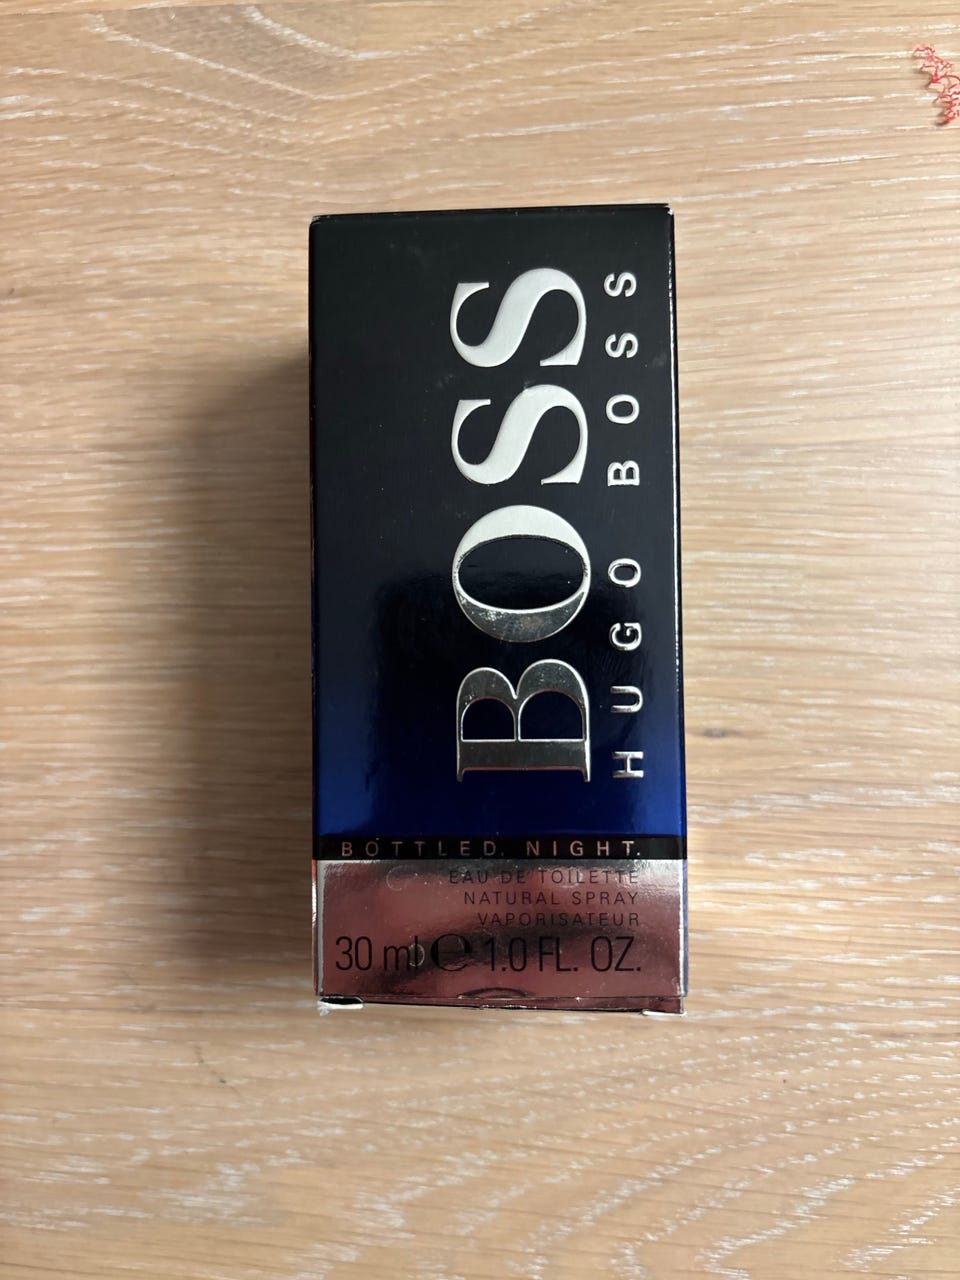 BOSS
HUGO BOSS
BOTTLED. NIGHT.
EAU DE TOILETTE
NATURAL SPRAY
VAPORISATEUR
30 ml ℮ 1.0 FL. OZ.